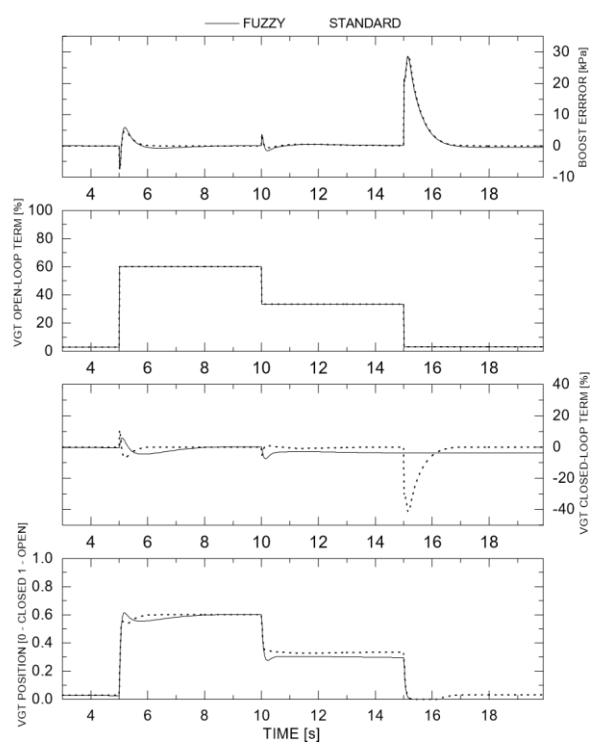 FUZZY STANDARD
30
20
10
0
-10
BOOST ERRROR [kPa]
4 6 8 10 12 14 16 18
100
80
60
40
20
0
VGT OPEN-LOOP TERM [%]
4 6 8 10 12 14 16 18
40
20
0
-20
-40
VGT CLOSED-LOOP TERM [%]
4 6 8 10 12 14 16 18
1.0
0.8
0.6
0.4
0.2
0.0
VGT POSITION [0 - CLOSED 1 - OPEN]
4 6 8 10 12 14 16 18
TIME [s]